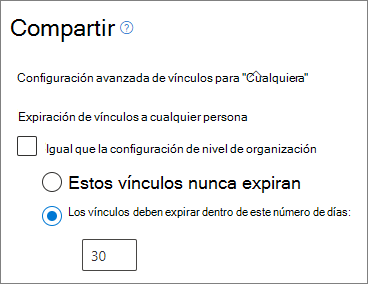 Compartir ?
Configuración avanzada de vínculos para "Cualquiera"
Expiración de vínculos a cualquier persona
Igual que la configuración de nivel de organización
Estos vínculos nunca expiran
Los vínculos deben expirar dentro de este número de días:
30